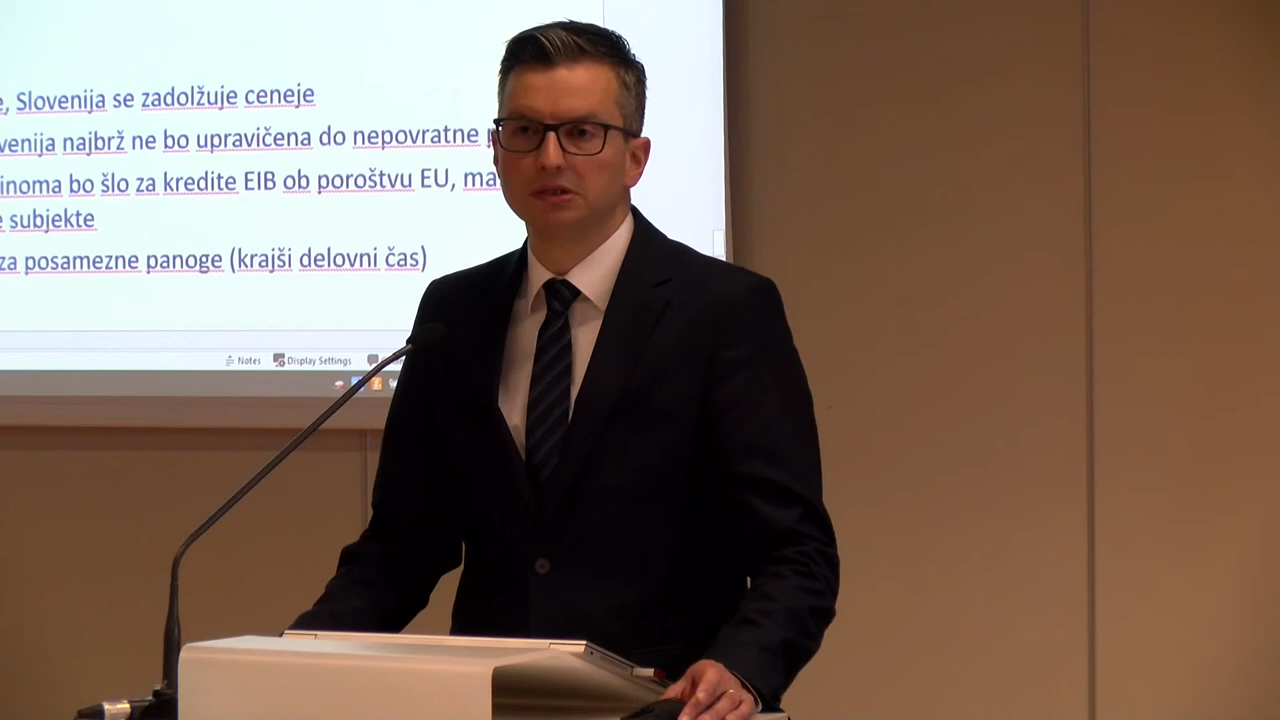 , Slovenija se zadolžuje ceneje
venija najbrž ne bo upravičena do nepovratne
inoma bo šlo za kredite EIB ob poroštvu EU, ma
e subjekte
za posamezne panoge (krajši delovni čas)
Notes Display Settings